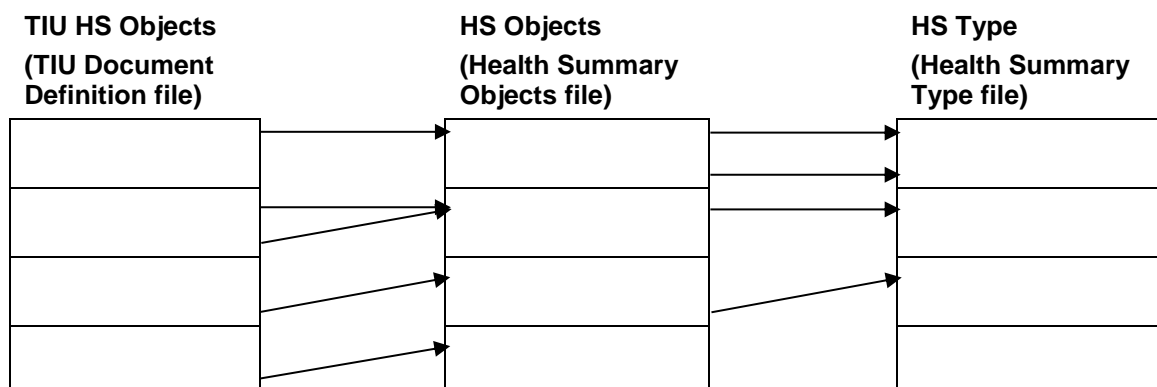 TIU HS Objects
(TIU Document
Definition file)
HS Objects
(Health Summary
Objects file)
HS Type
(Health Summary
Type file)